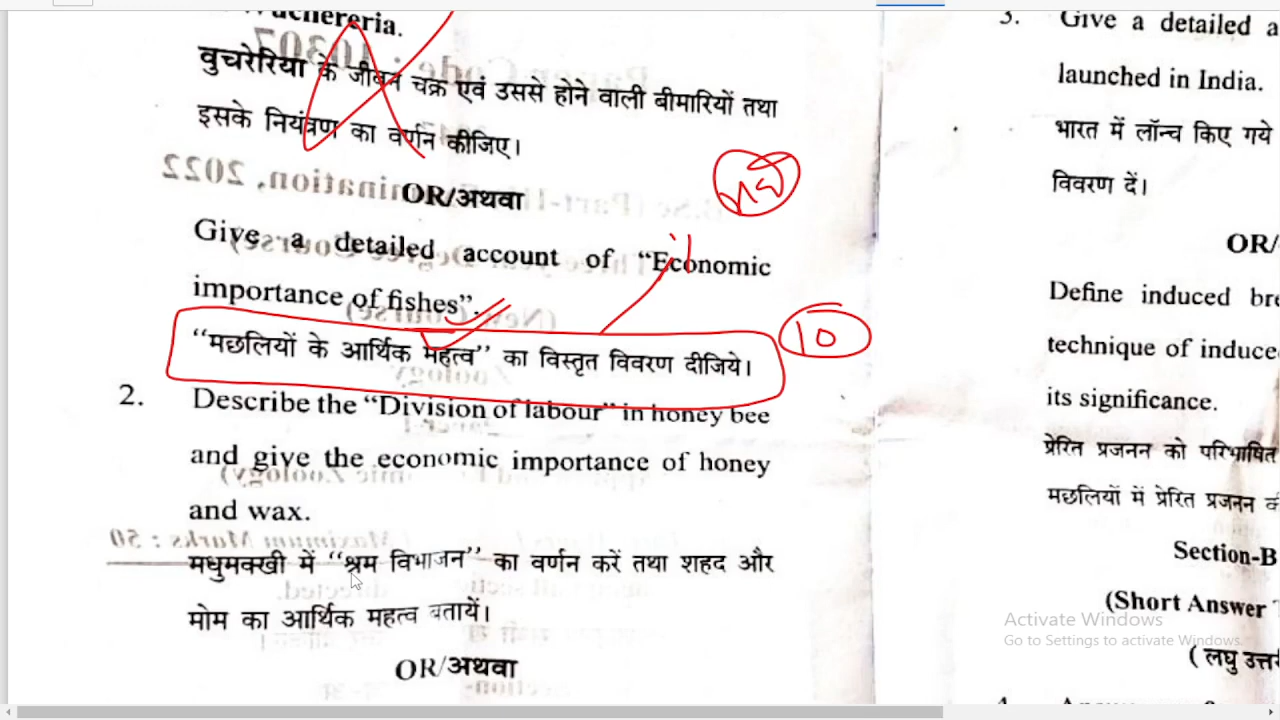 Wuchereria.
वुचरेरिया के जीवन चक्र एवं उससे होने वाली बीमारियों तथा
इसके नियंत्रण का वर्णन कीजिए।
OR/अथवा
Give a detailed account of “Economic
importance of fishes”.
“मछलियों के आर्थिक महत्व” का विस्तृत विवरण दीजिये।
10
2. Describe the “Division of labour” in honey bee
and give the economic importance of honey
and wax.
मधुमक्खी में “श्रम विभाजन” का वर्णन करें तथा शहद और
मोम का आर्थिक महत्व बतायें।
OR/अथवा
3. Give a detailed a
launched in India.
भारत में लॉन्च किए गये
विवरण दें।
OR/
Define induced bre
technique of induce
its significance.
प्रेरित प्रजनन को परिभाषित
मछलियों में प्रेरित प्रजनन की
Section-B
(Short Answer
( लघु उत्त
Activate Windows
Go to Settings to activate Windows.